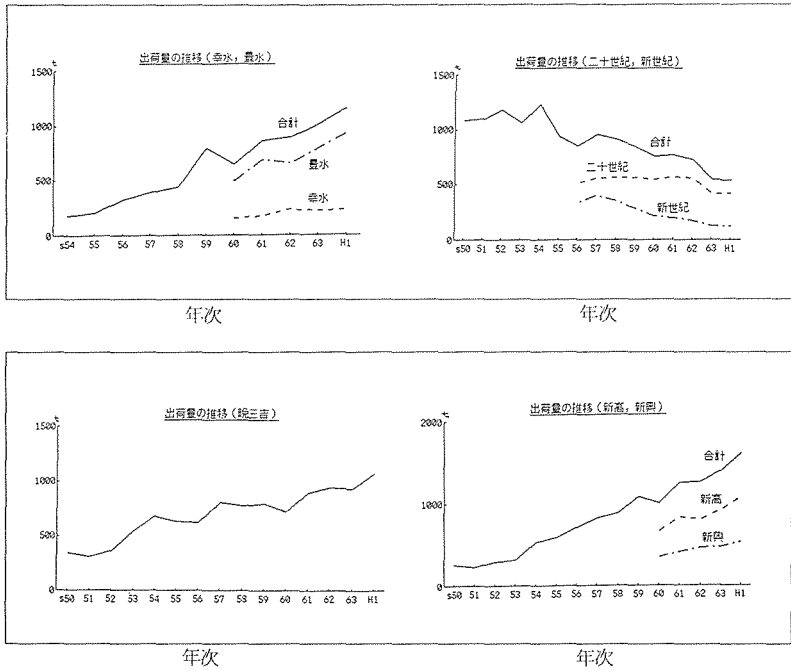 出荷量の推移(幸水,豊水)
t
1500
1000
500
0
合計
豊水
幸水
S54 55 56 57 58 59 60 61 62 63 H1
年次
出荷量の推移(二十世紀,新世紀)
t
1500
1000
500
0
合計
二十世紀
新世紀
S50 51 52 53 54 55 56 57 58 59 60 61 62 63 H1
年次
出荷量の推移(晩三吉)
t
1500
1000
500
0
S50 51 52 53 54 55 56 57 58 59 60 61 62 63 H1
年次
出荷量の推移(新高,新興)
t
2000
1000
0
合計
新高
新興
S50 51 52 53 54 55 56 57 58 59 60 61 62 63 H1
年次